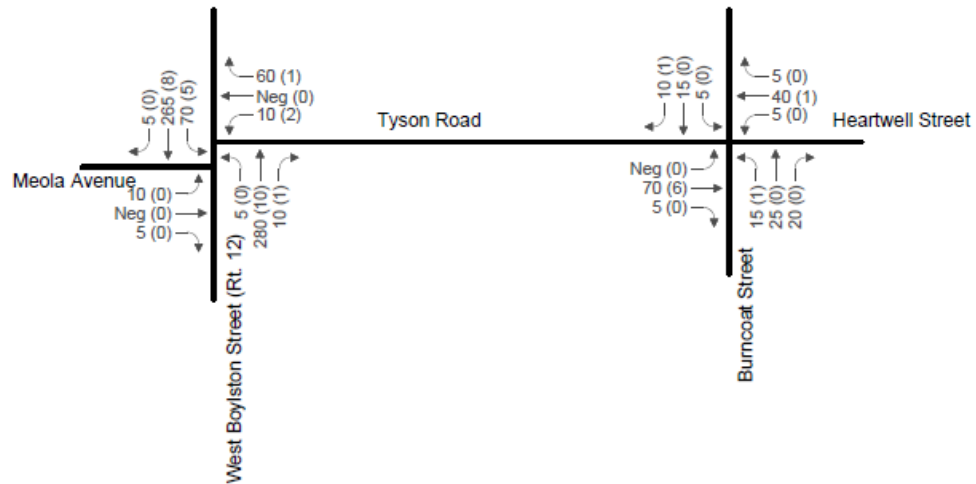 5 (0)
265 (8)
70 (5)
60 (1)
Neg (0)
10 (2)
Tyson Road
10 (1)
15 (0)
5 (0)
5 (0)
40 (1)
5 (0)
Heartwell Street
Meola Avenue
10 (0)
Neg (0)
5 (0)
5 (0)
280 (10)
10 (1)
Neg (0)
70 (6)
5 (0)
15 (1)
25 (0)
20 (0)
West Boylston Street (Rt. 12)
Burncoat Street